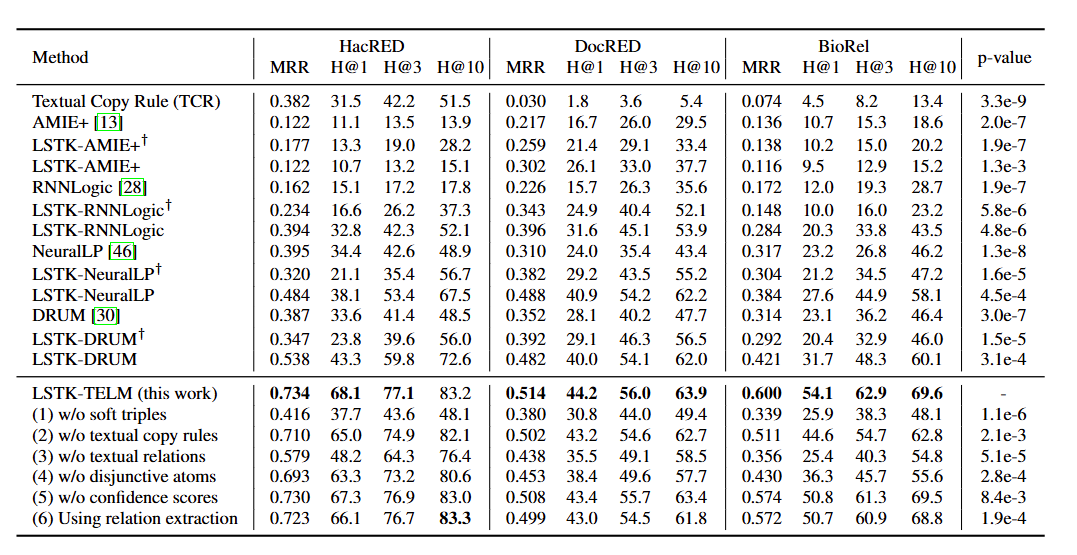 Method HacRED DocRED BioRel p-value
MRR H@1 H@3 H@10 MRR H@1 H@3 H@10 MRR H@1 H@3 H@10
Textual Copy Rule (TCR) 0.382 31.5 42.2 51.5 0.030 1.8 3.6 5.4 0.074 4.5 8.2 13.4 3.3e-9
AMIE+ [13] 0.122 11.1 13.5 13.9 0.217 16.7 26.0 29.5 0.136 10.7 15.3 18.6 2.0e-7
LSTK-AMIE+† 0.177 13.3 19.0 28.2 0.259 21.4 29.1 33.4 0.138 10.2 15.0 20.2 1.9e-7
LSTK-AMIE+ 0.122 10.7 13.2 15.1 0.302 26.1 33.0 37.7 0.116 9.5 12.9 15.2 1.3e-3
RNNLogic [28] 0.162 15.1 17.2 17.8 0.226 15.7 26.3 35.6 0.172 12.0 19.3 28.7 1.9e-7
LSTK-RNNLogic† 0.234 16.6 26.2 37.3 0.343 24.9 40.4 52.1 0.148 10.0 16.0 23.2 5.8e-6
LSTK-RNNLogic 0.394 32.8 42.3 52.1 0.396 31.6 45.1 53.9 0.284 20.3 33.8 43.5 4.8e-6
NeuralLP [46] 0.395 34.4 42.6 48.9 0.310 24.0 35.4 43.4 0.317 23.2 26.8 46.2 1.3e-8
LSTK-NeuralLP† 0.320 21.1 35.4 56.7 0.382 29.2 43.5 55.2 0.304 21.2 34.5 47.2 1.6e-5
LSTK-NeuralLP 0.484 38.1 53.4 67.5 0.488 40.9 54.2 62.2 0.384 27.6 44.9 58.1 4.5e-4
DRUM [30] 0.387 33.6 41.4 48.5 0.352 28.1 40.2 47.7 0.314 23.1 36.2 46.4 3.0e-7
LSTK-DRUM† 0.347 23.8 39.6 56.0 0.392 29.1 46.3 56.5 0.292 20.4 32.9 46.0 1.5e-5
LSTK-DRUM 0.538 43.3 59.8 72.6 0.482 40.0 54.1 62.0 0.421 31.7 48.3 60.1 3.1e-4
LSTK-TELM (this work) 0.734 68.1 77.1 83.2 0.514 44.2 56.0 63.9 0.600 54.1 62.9 69.6 -
(1) w/o soft triples 0.416 37.7 43.6 48.1 0.380 30.8 44.0 49.4 0.339 25.9 38.3 48.1 1.1e-6
(2) w/o textual copy rules 0.710 65.0 74.9 82.1 0.502 43.2 54.6 62.7 0.511 44.6 54.7 62.8 2.1e-3
(3) w/o textual relations 0.579 48.2 64.3 76.4 0.438 35.5 49.1 58.5 0.356 25.4 40.3 54.8 5.1e-5
(4) w/o disjunctive atoms 0.693 63.3 73.2 80.6 0.453 38.4 49.6 57.7 0.430 36.3 45.7 55.6 2.8e-4
(5) w/o confidence scores 0.730 67.3 76.9 83.0 0.508 43.4 55.7 63.4 0.574 50.8 61.3 69.5 8.4e-3
(6) Using relation extraction 0.723 66.1 76.7 83.3 0.499 43.0 54.5 61.8 0.572 50.7 60.9 68.8 1.9e-4